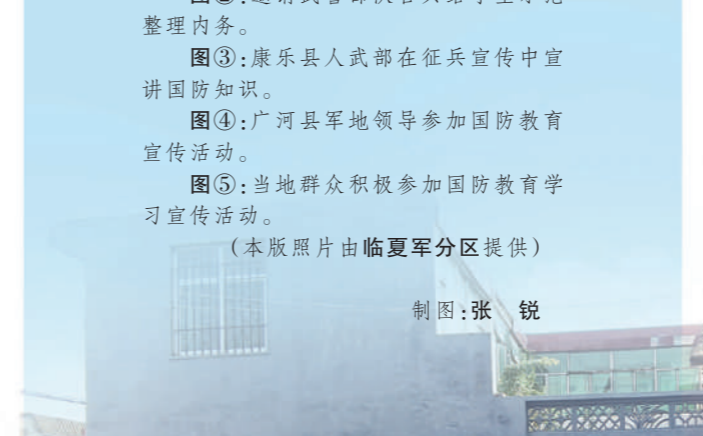 整理内务。
图③:康乐县人武部在征兵宣传中宣
讲国防知识。
图④:广河县军地领导参加国防教育
宣传活动。
图⑤:当地群众积极参加国防教育学
习宣传活动。
(本版照片由临夏军分区提供)
制图:张　锐